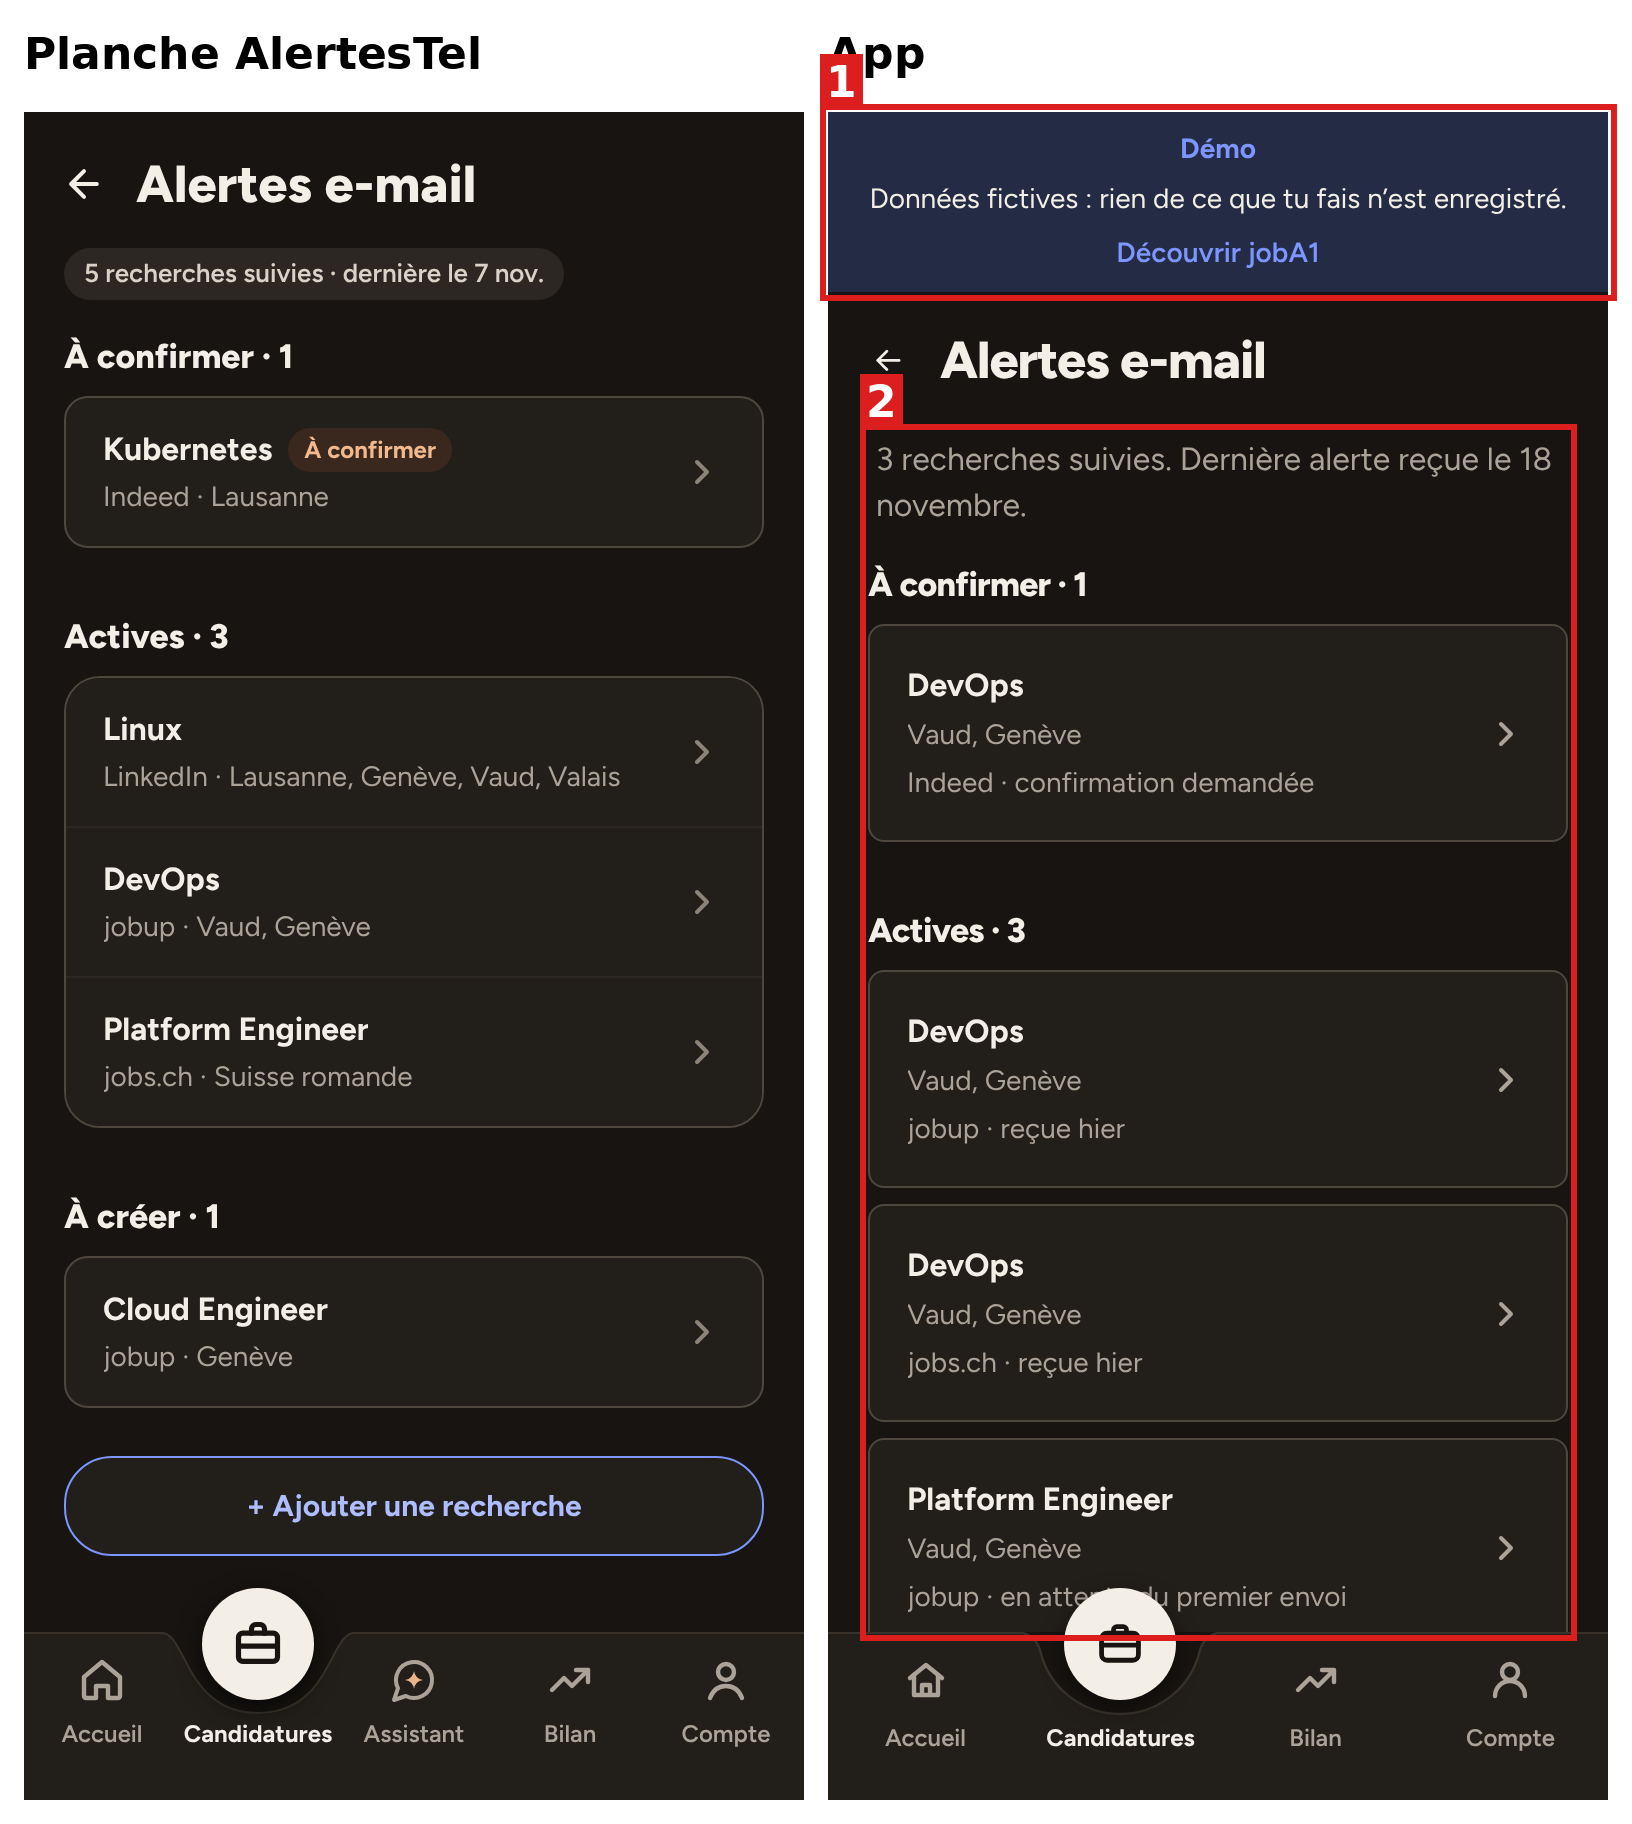 Planche AlertesTel
Alertes e-mail
5 recherches suivies · dernière le 7 nov.
À confirmer · 1
Kubernetes À confirmer
Indeed · Lausanne
Actives · 3
Linux
LinkedIn · Lausanne, Genève, Vaud, Valais
DevOps
jobup · Vaud, Genève
Platform Engineer
jobs.ch · Suisse romande
À créer · 1
Cloud Engineer
jobup · Genève
+ Ajouter une recherche
Accueil Candidatures Assistant Bilan Compte
App
1
Démo
Données fictives : rien de ce que tu fais n’est enregistré.
Découvrir jobA1
Alertes e-mail
2
3 recherches suivies. Dernière alerte reçue le 18
novembre.
À confirmer · 1
DevOps
Vaud, Genève
Indeed · confirmation demandée
Actives · 3
DevOps
Vaud, Genève
jobup · reçue hier
DevOps
Vaud, Genève
jobs.ch · reçue hier
Platform Engineer
Vaud, Genève
jobup · en attente du premier envoi
Accueil Candidatures Bilan Compte